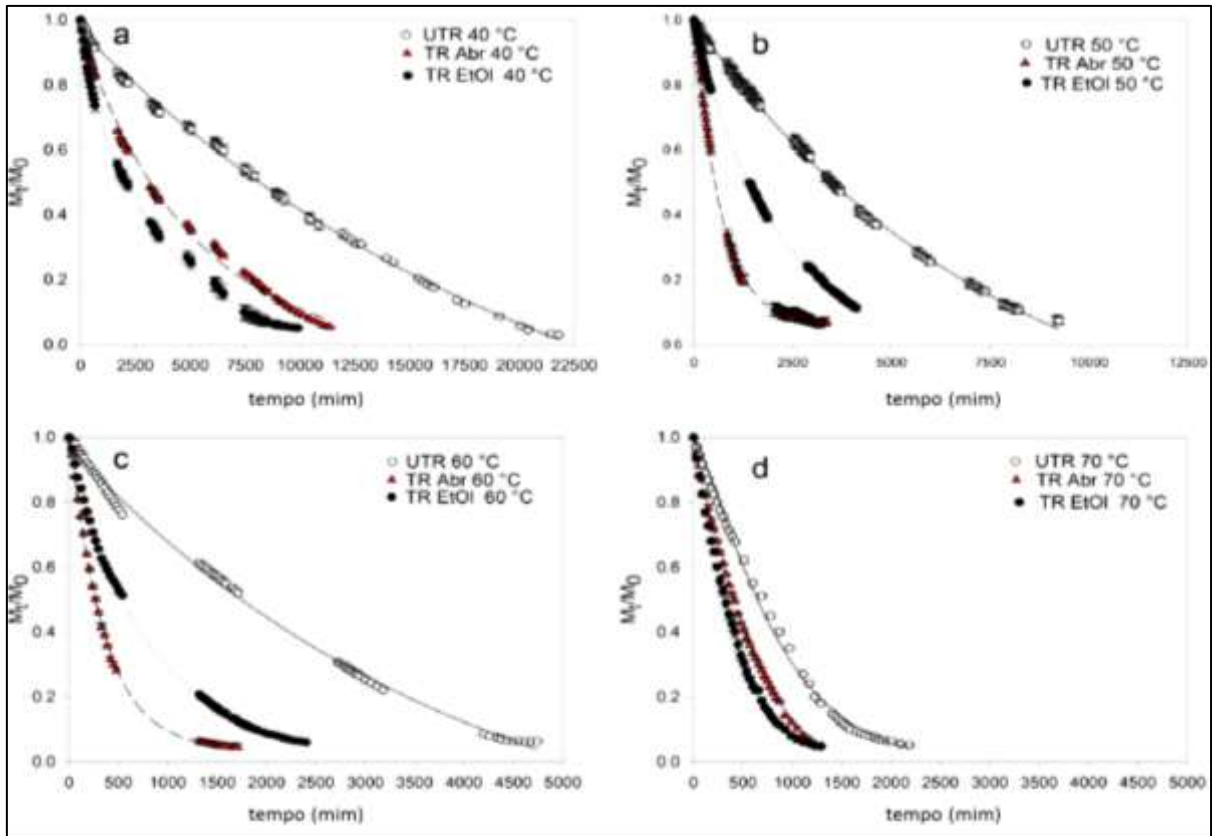 a
UTR 40 °C
TR Abr 40 °C
TR EtOl 40 °C
1.0
0.8
0.6
0.4
0.2
0.0
Mt/M0
0 2500 5000 7500 10000 12500 15000 17500 20000 22500
tempo (mim)
b
UTR 50 °C
TR Abr 50 °C
TR EtOl 50 °C
1.0
0.8
0.6
0.4
0.2
0.0
Mt/M0
0 2500 5000 7500 10000 12500
tempo (mim)
c
UTR 60 °C
TR Abr 60 °C
TR EtOl 60 °C
1.0
0.8
0.6
0.4
0.2
0.0
Mt/M0
0 500 1000 1500 2000 2500 3000 3500 4000 4500 5000
tempo (mim)
d
UTR 70 °C
TR Abr 70 °C
TR EtOl 70 °C
1.0
0.8
0.6
0.4
0.2
0.0
Mt/M0
0 500 1000 1500 2000 2500 3000 3500 4000 4500 5000
tempo (mim)